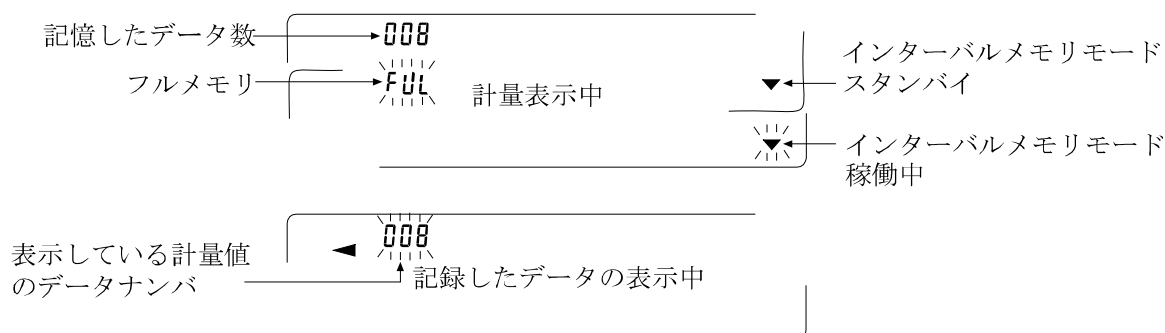 記憶したデータ数
008
フルメモリ
FUL
計量表示中
インターバルメモリモード
スタンバイ
インターバルメモリモード
稼働中
008
表示している計量値
のデータナンバ
記録したデータの表示中